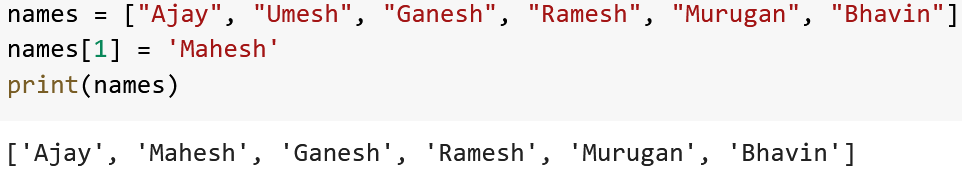 names = ["Ajay", "Umesh", "Ganesh", "Ramesh", "Murugan", "Bhavin"]
names[1] = 'Mahesh'
print(names)
['Ajay', 'Mahesh', 'Ganesh', 'Ramesh', 'Murugan', 'Bhavin']